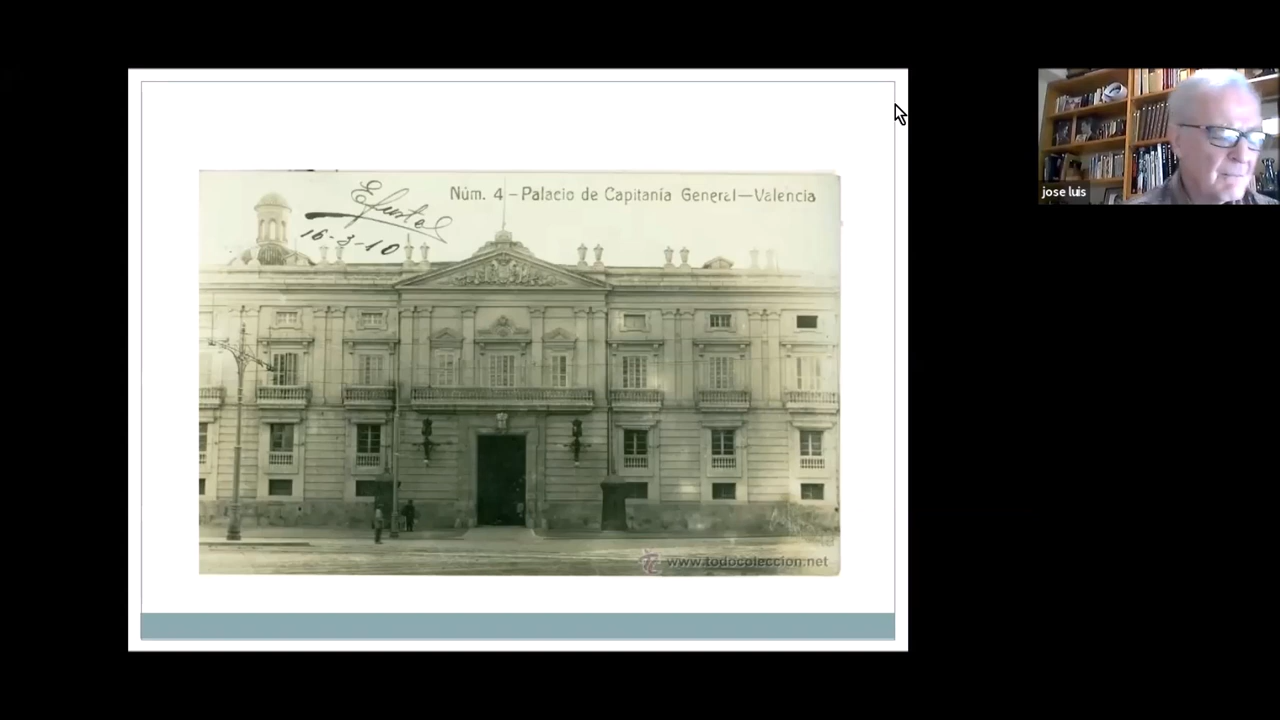 Núm. 4 – Palacio de Capitanía General — Valencia
16-3-10
www.todocoleccion.net
jose luis